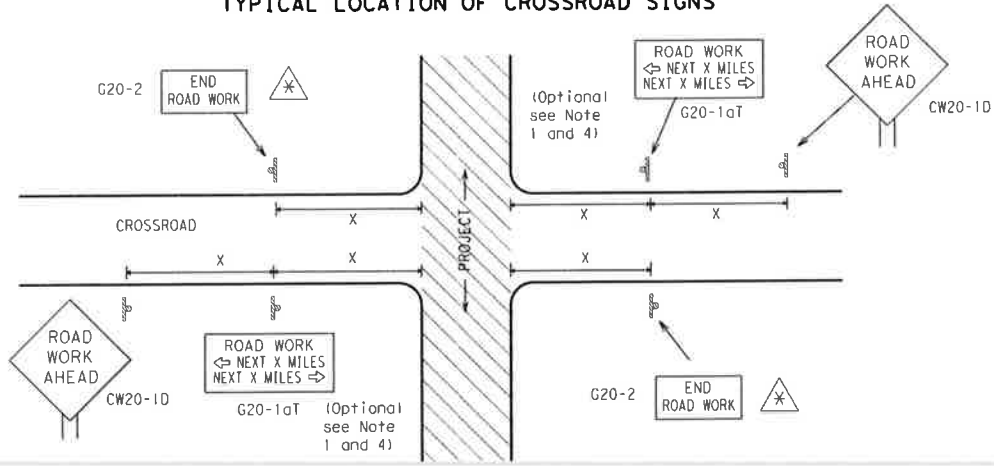 TYPICAL LOCATION OF CROSSROAD SIGNS
G20-2
END
ROAD WORK
*
(Optional
see Note
1 and 4)
ROAD WORK
⇦ NEXT X MILES
NEXT X MILES ⇨
G20-1aT
ROAD
WORK
AHEAD
CW20-1D
CROSSROAD
X
X
X
X
X
X
PROJECT
ROAD
WORK
AHEAD
CW20-1D
ROAD WORK
⇦ NEXT X MILES
NEXT X MILES ⇨
G20-1aT
(Optional
see Note
1 and 4)
G20-2
END
ROAD WORK
*